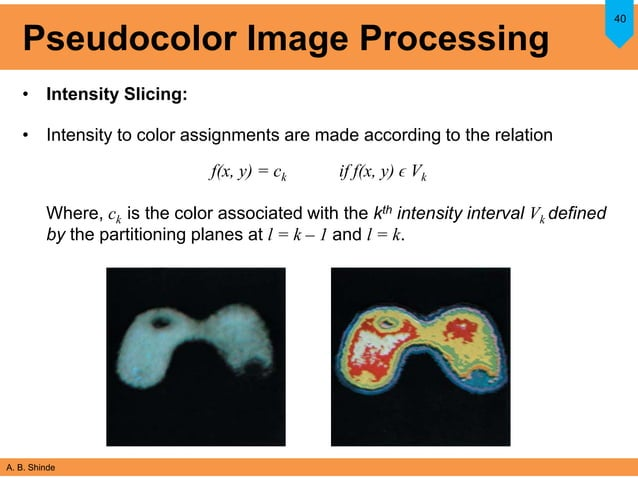 40
Pseudocolor Image Processing
• Intensity Slicing:
• Intensity to color assignments are made according to the relation
f(x, y) = cₖ if f(x, y) ϵ Vₖ
Where, cₖ is the color associated with the kᵗʰ intensity interval Vₖ defined
by the partitioning planes at l = k – 1 and l = k.
A. B. Shinde